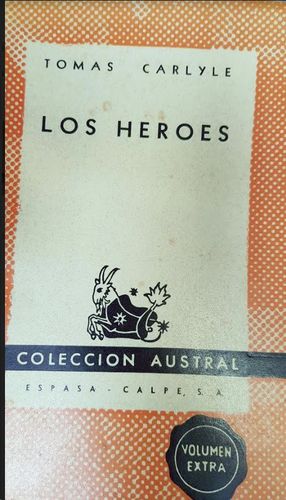 TOMAS CARLYLE
LOS HEROES
COLECCION AUSTRAL
ESPASA - CALPE, S. A.
VOLUMEN
EXTRA